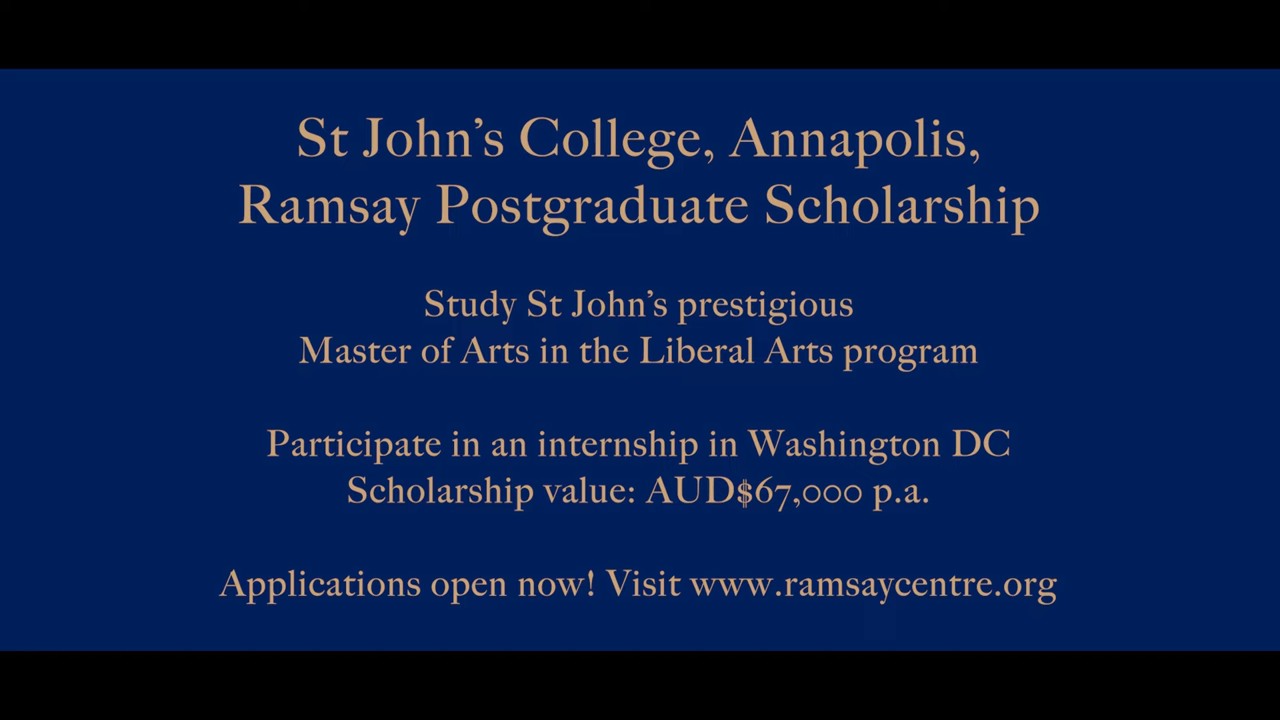 St John’s College, Annapolis,
Ramsay Postgraduate Scholarship
Study St John’s prestigious
Master of Arts in the Liberal Arts program
Participate in an internship in Washington DC
Scholarship value: AUD$67,000 p.a.
Applications open now! Visit www.ramsaycentre.org